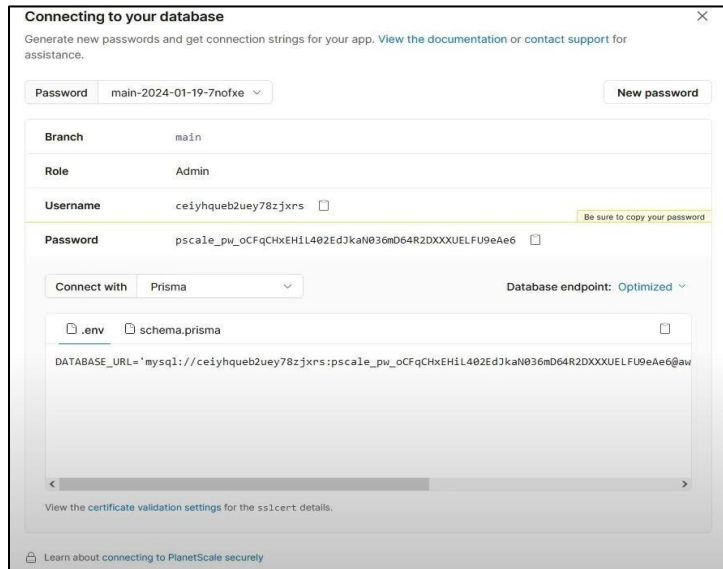 Connecting to your database
Generate new passwords and get connection strings for your app. View the documentation or contact support for
assistance.
Password main-2024-01-19-7nofxe New password
Branch main
Role Admin
Username ceiyhqueb2uey78zjxrs
Be sure to copy your password
Password pscale_pw_oCFqCHxEHiL402EdJkaN036mD64R2DXXXUELFU9eAe6
Connect with Prisma Database endpoint: Optimized
.env schema.prisma
DATABASE_URL='mysql://ceiyhqueb2uey78zjxrs:pscale_pw_oCFqCHxEHiL402EdJkaN036mD64R2DXXXUELFU9eAe6@aw
View the certificate validation settings for the sslcert details.
Learn about connecting to PlanetScale securely